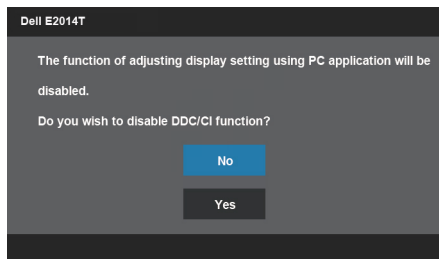 Dell E2014T
The function of adjusting display setting using PC application will be
disabled.
Do you wish to disable DDC/CI function?
No
Yes